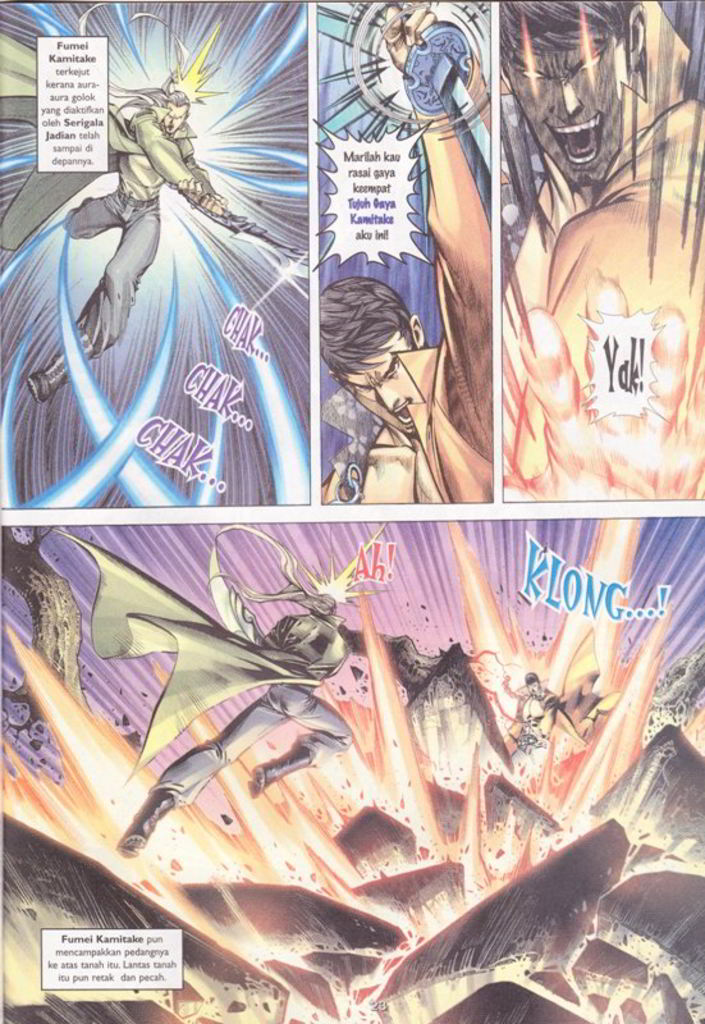 Fumei
Kamitake
terkejut
kerana aura-
aura golok
yang diaktifkan
oleh Serigala
Jadian telah
sampai di
depannya.
CHAK...
CHAK...
CHAK...
Marilah kau
rasai gaya
keempat
Tujuh Gaya
Kamitake
aku ini!
Yak!
Ah!
KLONG...!
Fumei Kamitake pun
mencampakkan pedangnya
ke atas tanah itu. Lantas tanah
itu pun retak dan pecah.
23